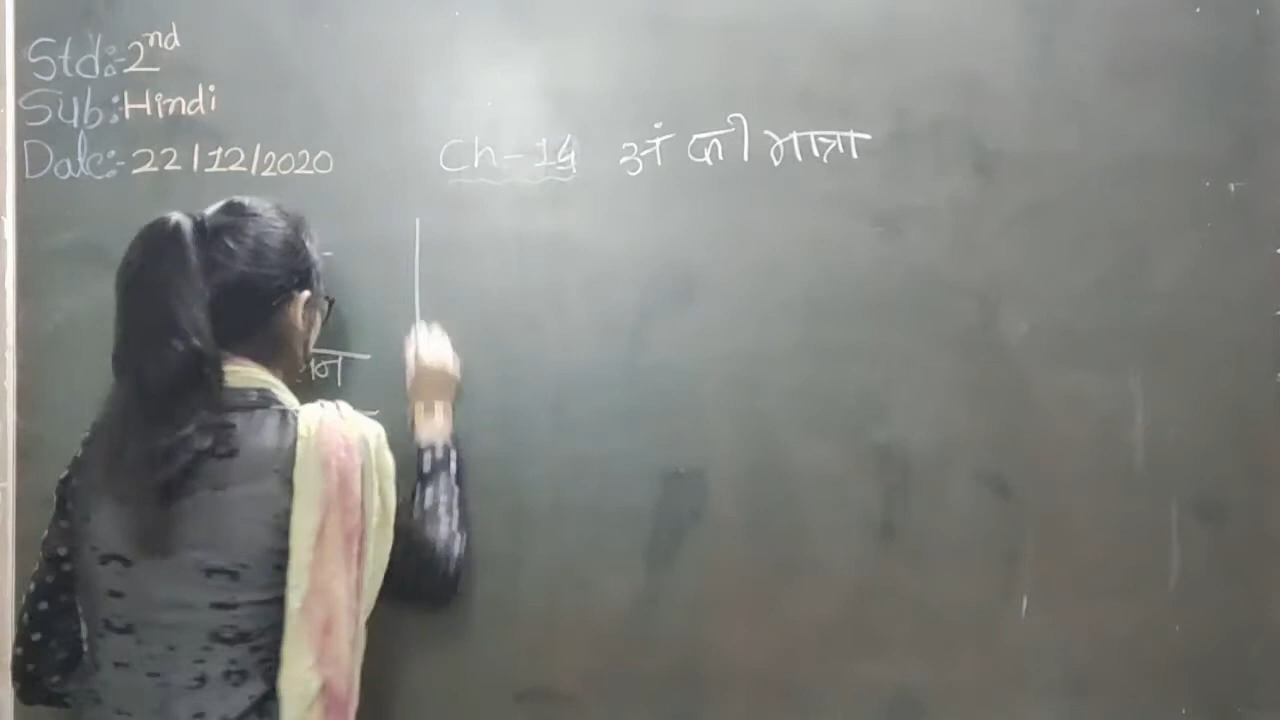 Std:-2nd
Sub:Hindi
Date:-22/12/2020
Ch-14 अं की मात्रा